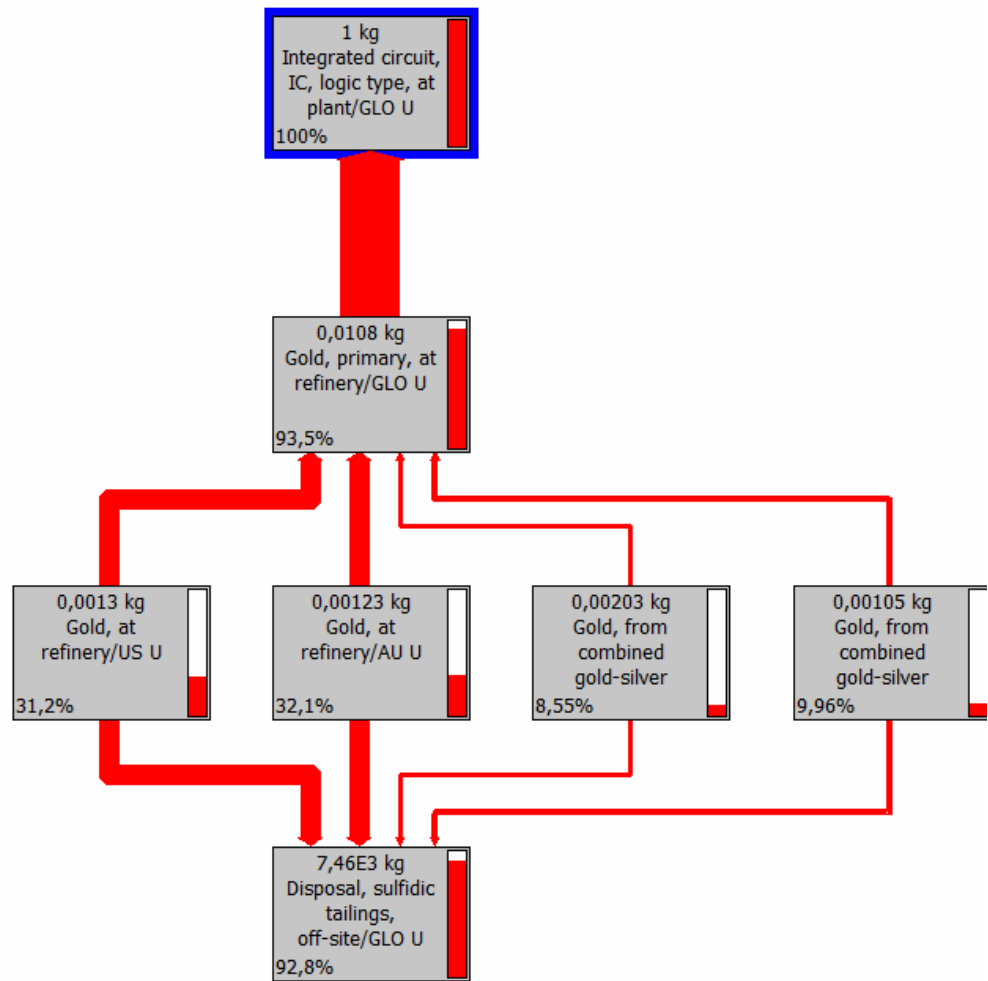 1 kg
Integrated circuit,
IC, logic type, at
plant/GLO U
100%
0,0108 kg
Gold, primary, at
refinery/GLO U
93,5%
0,0013 kg
Gold, at
refinery/US U
31,2%
0,00123 kg
Gold, at
refinery/AU U
32,1%
0,00203 kg
Gold, from
combined
gold-silver
8,55%
0,00105 kg
Gold, from
combined
gold-silver
9,96%
7,46E3 kg
Disposal, sulfidic
tailings,
off-site/GLO U
92,8%